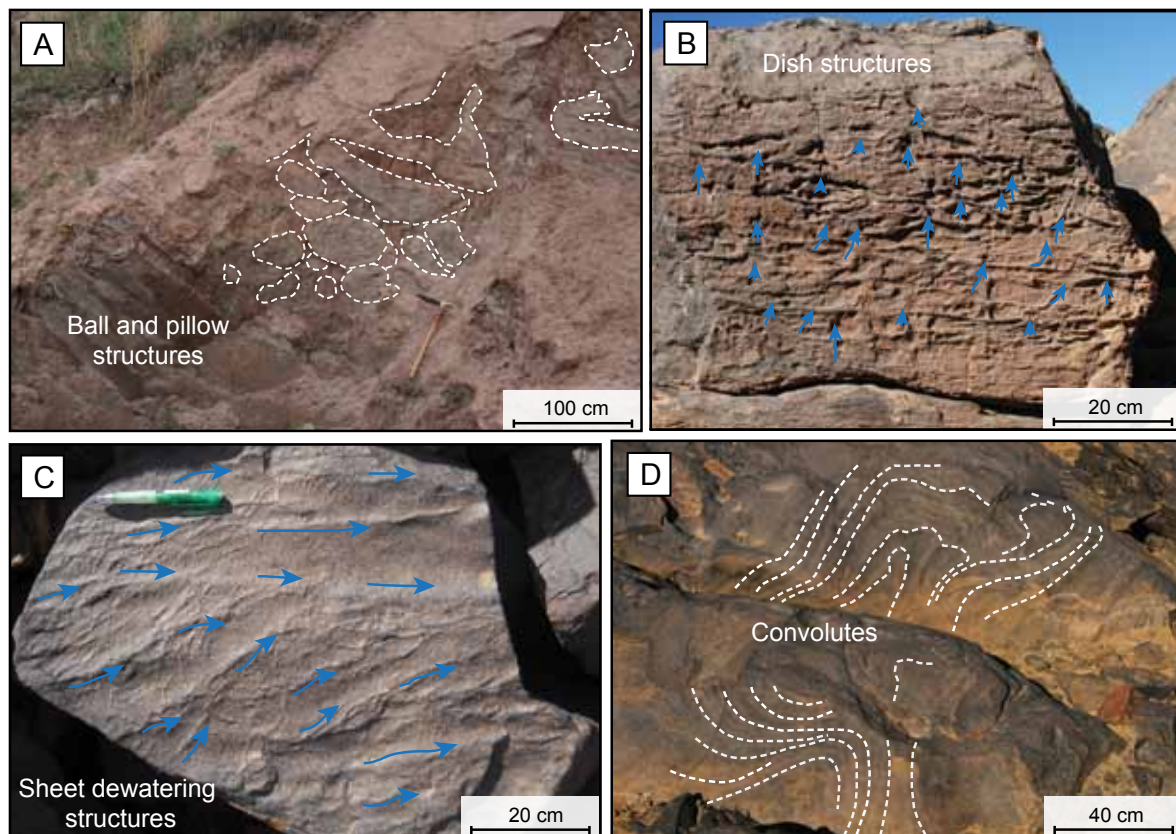 A
Ball and pillow
structures
100 cm
B
Dish structures
20 cm
C
Sheet dewatering
structures
20 cm
D
Convolutes
40 cm